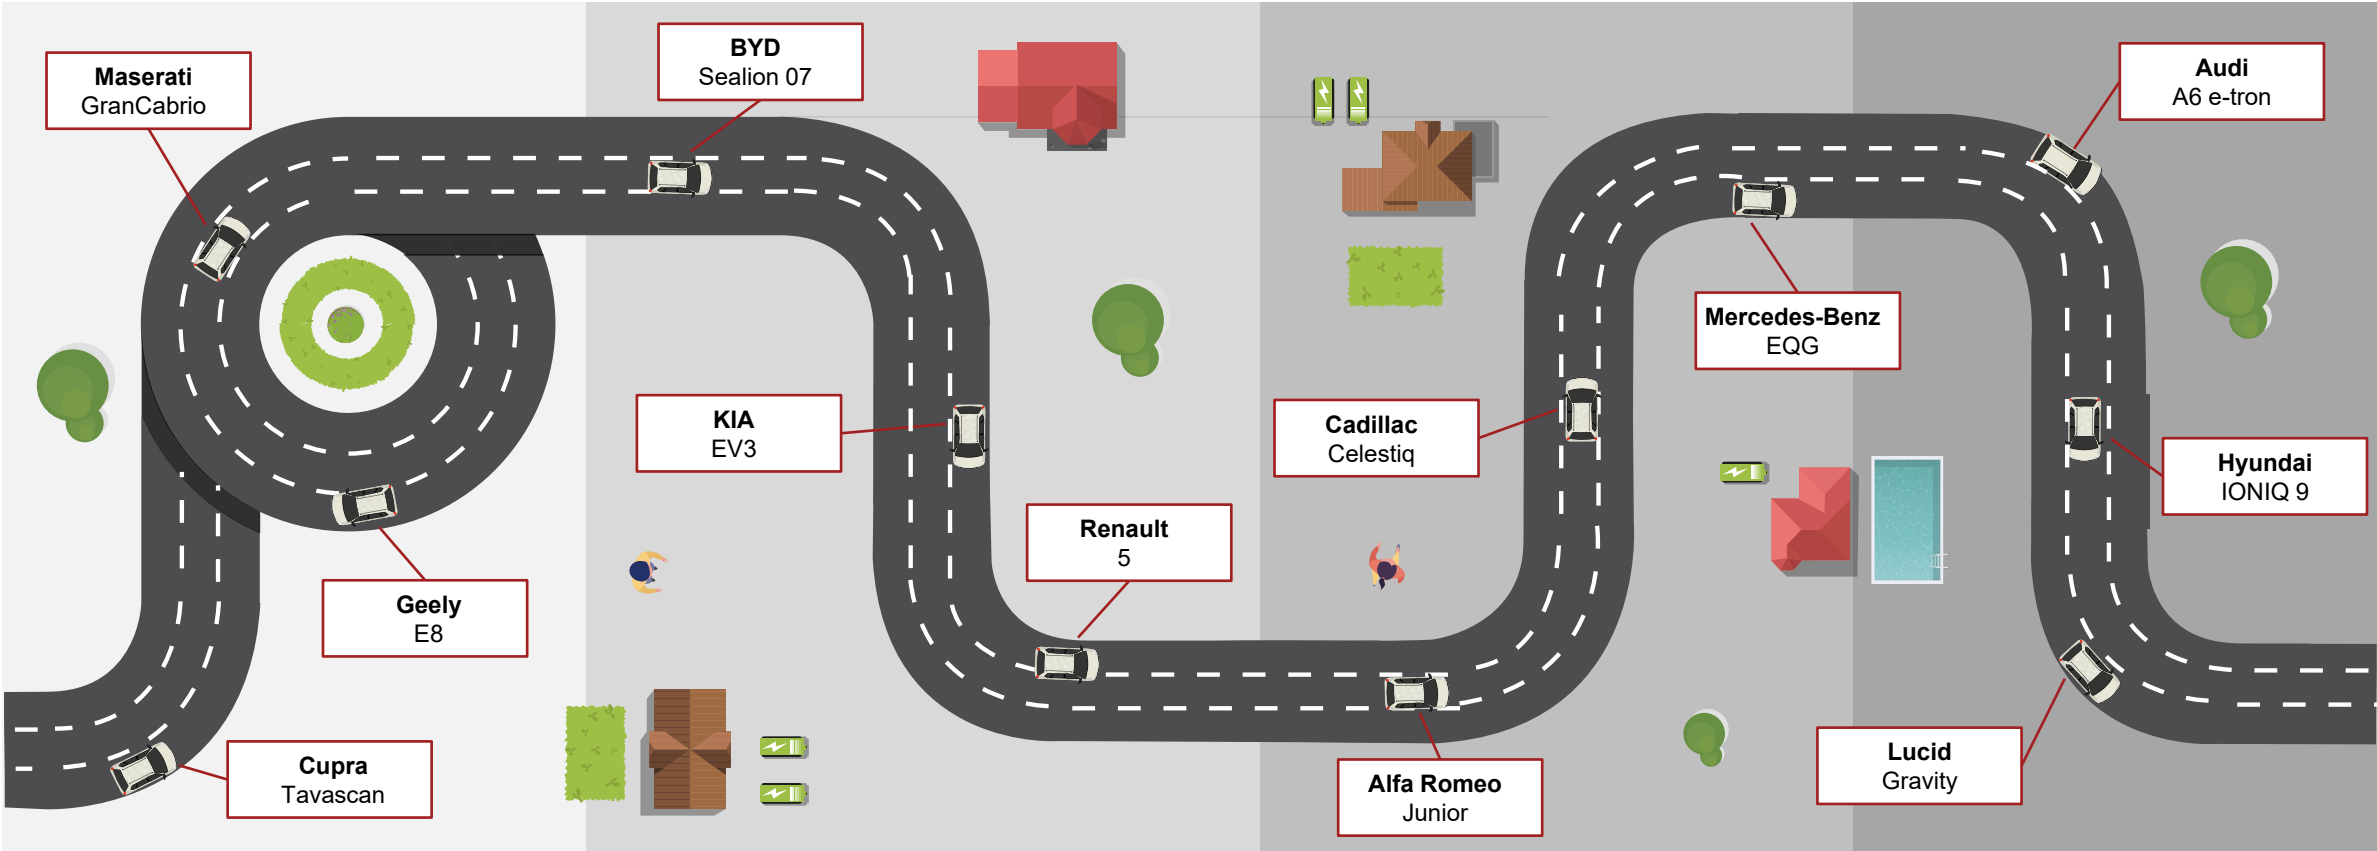 Maserati
GranCabrio
BYD
Sealion 07
Audi
A6 e-tron
Mercedes-Benz
EQG
KIA
EV3
Cadillac
Celestiq
Hyundai
IONIQ 9
Renault
5
Geely
E8
Cupra
Tavascan
Alfa Romeo
Junior
Lucid
Gravity